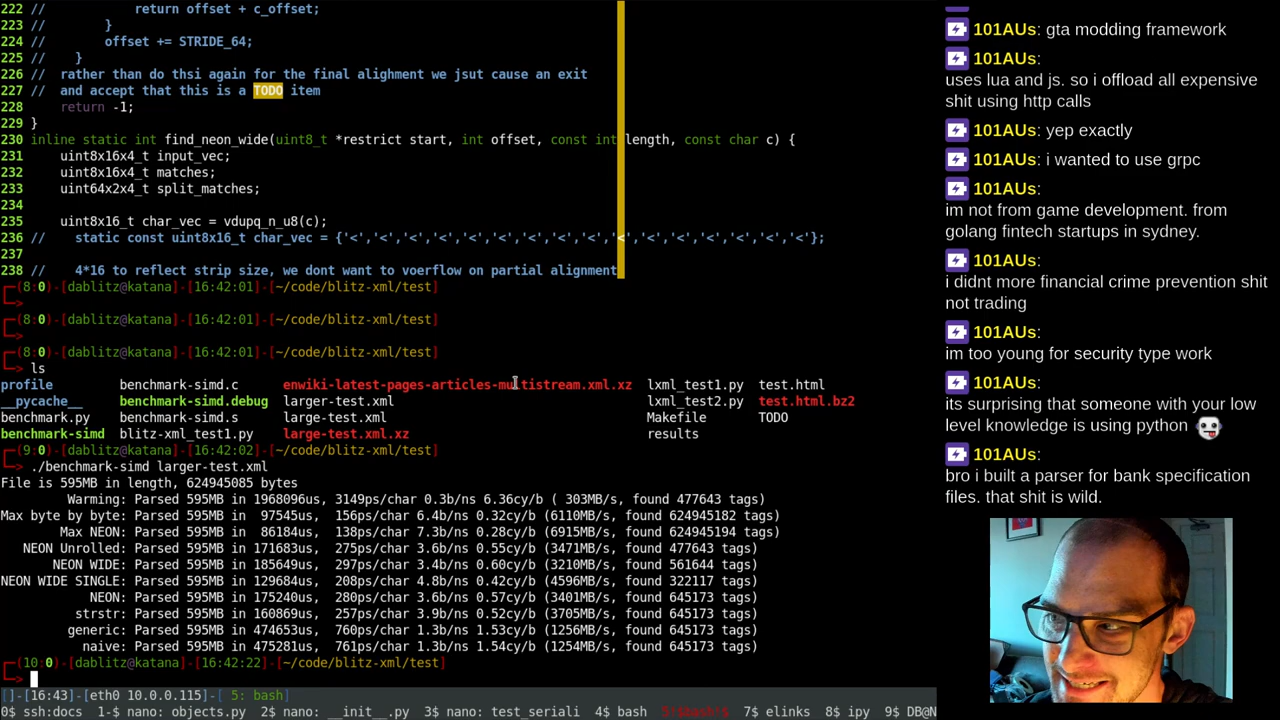 222 //           return offset + c_offset;
223 //       }
224 //       offset += STRIDE_64;
225 //   }
226 //  rather than do thsi again for the final alighment we jsut cause an exit
227 //  and accept that this is a TODO item
228     return -1;
229 }
230 inline static int find_neon_wide(uint8_t *restrict start, int offset, const int length, const char c) {
231     uint8x16x4_t input_vec;
232     uint8x16x4_t matches;
233     uint64x2x4_t split_matches;
234
235     uint8x16_t char_vec = vdupq_n_u8(c);
236 //    static const uint8x16_t char_vec = {'<','<','<','<','<','<','<','<','<','<','<','<','<','<','<','<'};
237
238 //    4*16 to reflect strip size, we dont want to voerflow on partial alignment
(8:0)-[dablitz@katana]-[16:42:01]-[~/code/blitz-xml/test]
>
(8:0)-[dablitz@katana]-[16:42:01]-[~/code/blitz-xml/test]
>
(8:0)-[dablitz@katana]-[16:42:01]-[~/code/blitz-xml/test]
> ls
profile benchmark-simd.c enwiki-latest-pages-articles-multistream.xml.xz lxml_test1.py test.html
__pycache__ benchmark-simd.debug larger-test.xml lxml_test2.py test.html.bz2
benchmark.py benchmark-simd.s large-test.xml Makefile TODO
benchmark-simd blitz-xml_test1.py large-test.xml.xz results
(9:0)-[dablitz@katana]-[16:42:02]-[~/code/blitz-xml/test]
> ./benchmark-simd larger-test.xml
File is 595MB in length, 624945085 bytes
Warning: Parsed 595MB in 1968096us, 3149ps/char 0.3b/ns 6.36cy/b ( 303MB/s, found 477643 tags)
Max byte by byte: Parsed 595MB in  97545us,  156ps/char 6.4b/ns 0.32cy/b (6110MB/s, found 624945182 tags)
Max NEON: Parsed 595MB in  86184us,  138ps/char 7.3b/ns 0.28cy/b (6915MB/s, found 624945194 tags)
NEON Unrolled: Parsed 595MB in 171683us,  275ps/char 3.6b/ns 0.55cy/b (3471MB/s, found 477643 tags)
NEON WIDE: Parsed 595MB in 185649us,  297ps/char 3.4b/ns 0.60cy/b (3210MB/s, found 561644 tags)
NEON WIDE SINGLE: Parsed 595MB in 129684us,  208ps/char 4.8b/ns 0.42cy/b (4596MB/s, found 322117 tags)
NEON: Parsed 595MB in 175240us,  280ps/char 3.6b/ns 0.57cy/b (3401MB/s, found 645173 tags)
strstr: Parsed 595MB in 160869us,  257ps/char 3.9b/ns 0.52cy/b (3705MB/s, found 645173 tags)
generic: Parsed 595MB in 474653us,  760ps/char 1.3b/ns 1.53cy/b (1256MB/s, found 645173 tags)
naive: Parsed 595MB in 475281us,  761ps/char 1.3b/ns 1.54cy/b (1254MB/s, found 645173 tags)
(10:0)-[dablitz@katana]-[16:42:22]-[~/code/blitz-xml/test]
>
[]-[16:43]-[eth0 10.0.0.115]-[ 5: bash]
0$ ssh:docs  1-$ nano: objects.py  2$ nano: __init__.py  3$ nano: test_seriali  4$ bash  5!$bash!$  7$ elinks  8$ ipy  9$ DB@N
101AUs: gta modding framework
101AUs:
uses lua and js. so i offload all expensive
shit using http calls
101AUs: yep exactly
101AUs: i wanted to use grpc
101AUs:
im not from game development. from
golang fintech startups in sydney.
101AUs:
i didnt more financial crime prevention shit
not trading
101AUs:
im too young for security type work
101AUs:
its surprising that someone with your low
level knowledge is using python
101AUs:
bro i built a parser for bank specification
files. that shit is wild.